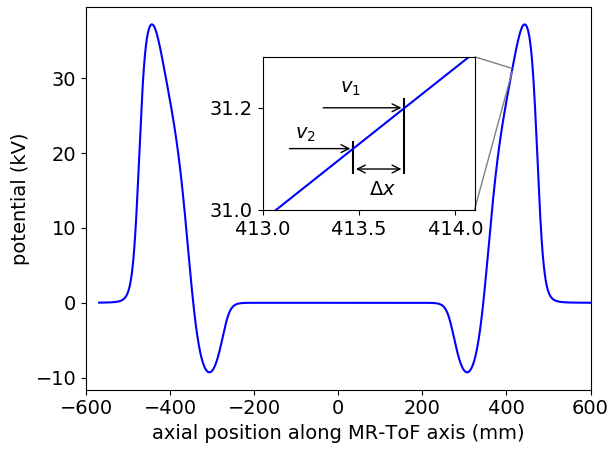 potential (kV)
30
20
10
0
−10
31.2
31.0
v1
v2
Δx
413.0 413.5 414.0
−600 −400 −200 0 200 400 600
axial position along MR-ToF axis (mm)